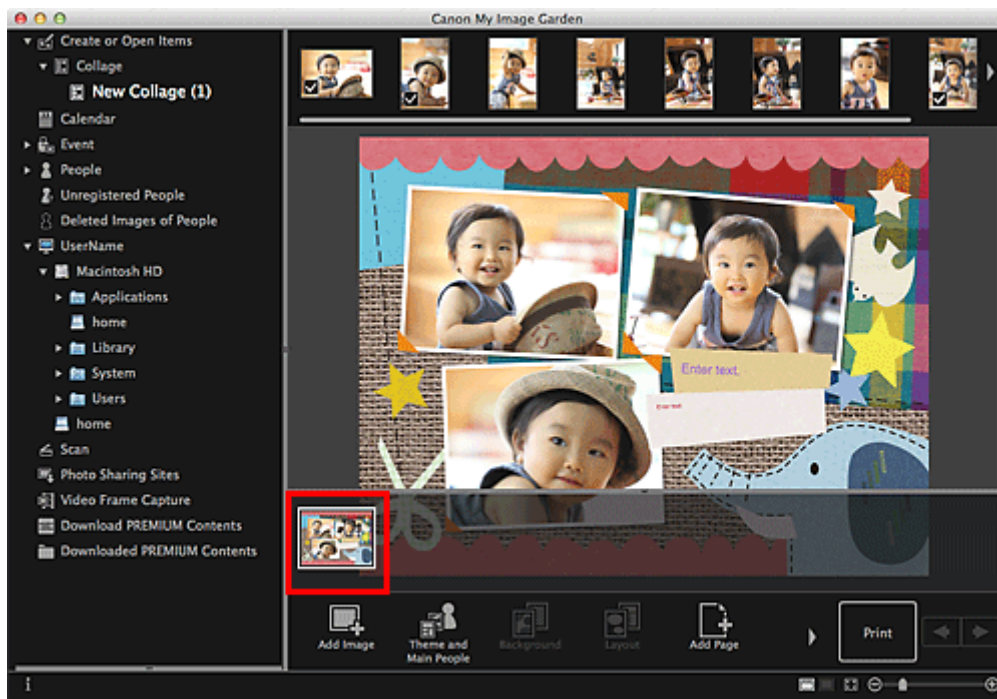 Canon My Image Garden
Create or Open Items
Collage
New Collage (1)
Calendar
Event
People
Unregistered People
Deleted Images of People
UserName
Macintosh HD
Applications
home
Library
System
Users
home
Scan
Photo Sharing Sites
Video Frame Capture
Download PREMIUM Contents
Downloaded PREMIUM Contents
Enter text.
Enter text.
Add Image
Theme and
Main People
Background
Layout
Add Page
Print